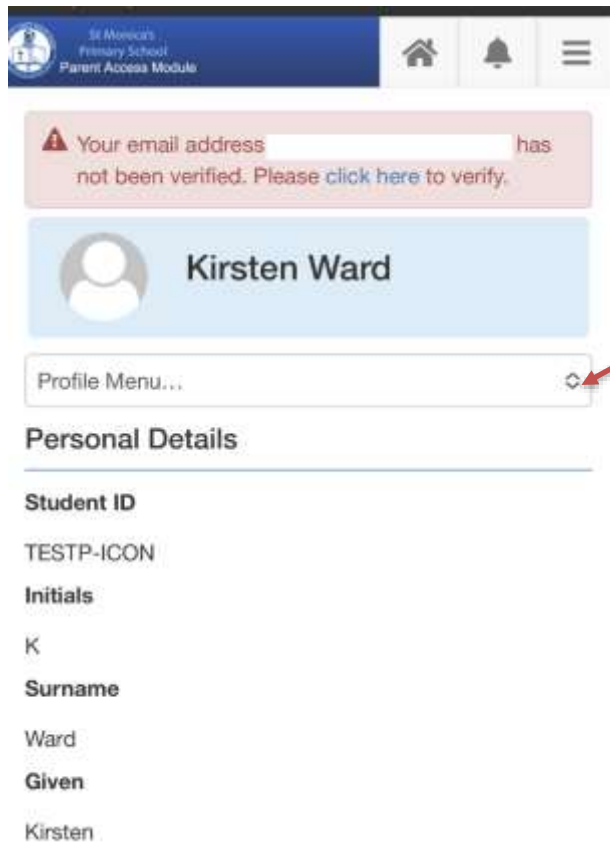 St Monica's
Primary School
Parent Access Module
Your email address has
not been verified. Please click here to verify.
Kirsten Ward
Profile Menu...
Personal Details
Student ID
TESTP-ICON
Initials
K
Surname
Ward
Given
Kirsten